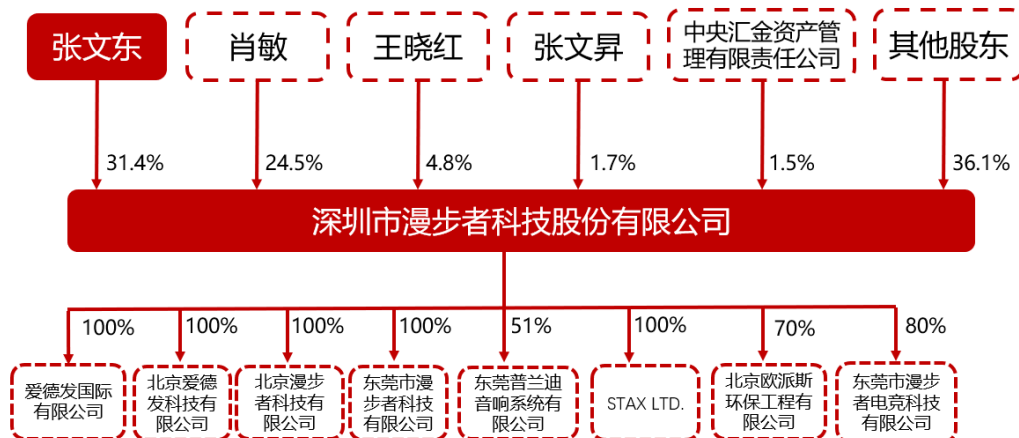 张文东
肖敏
王晓红
张文昇
中央汇金资产管
理有限责任公司
其他股东
31.4%
24.5%
4.8%
1.7%
1.5%
36.1%
深圳市漫步者科技股份有限公司
100%
100%
100%
100%
51%
100%
70%
80%
爱德发国际
有限公司
北京爱德
发科技有
限公司
北京漫步
者科技有
限公司
东莞市漫
步者科技
有限公司
东莞普兰迪
音响系统有
限公司
STAX LTD.
北京欧派斯
环保工程有
限公司
东莞市漫步
者电竞科技
有限公司